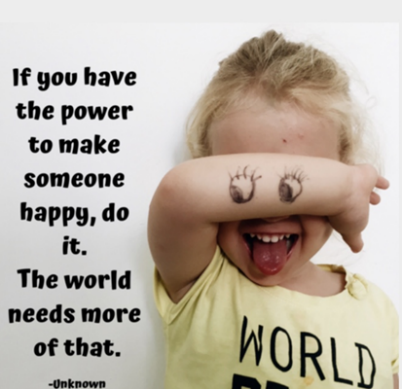 If you have
the power
to make
someone
happy, do
it.
The world
needs more
of that.
-Unknown
WORLD